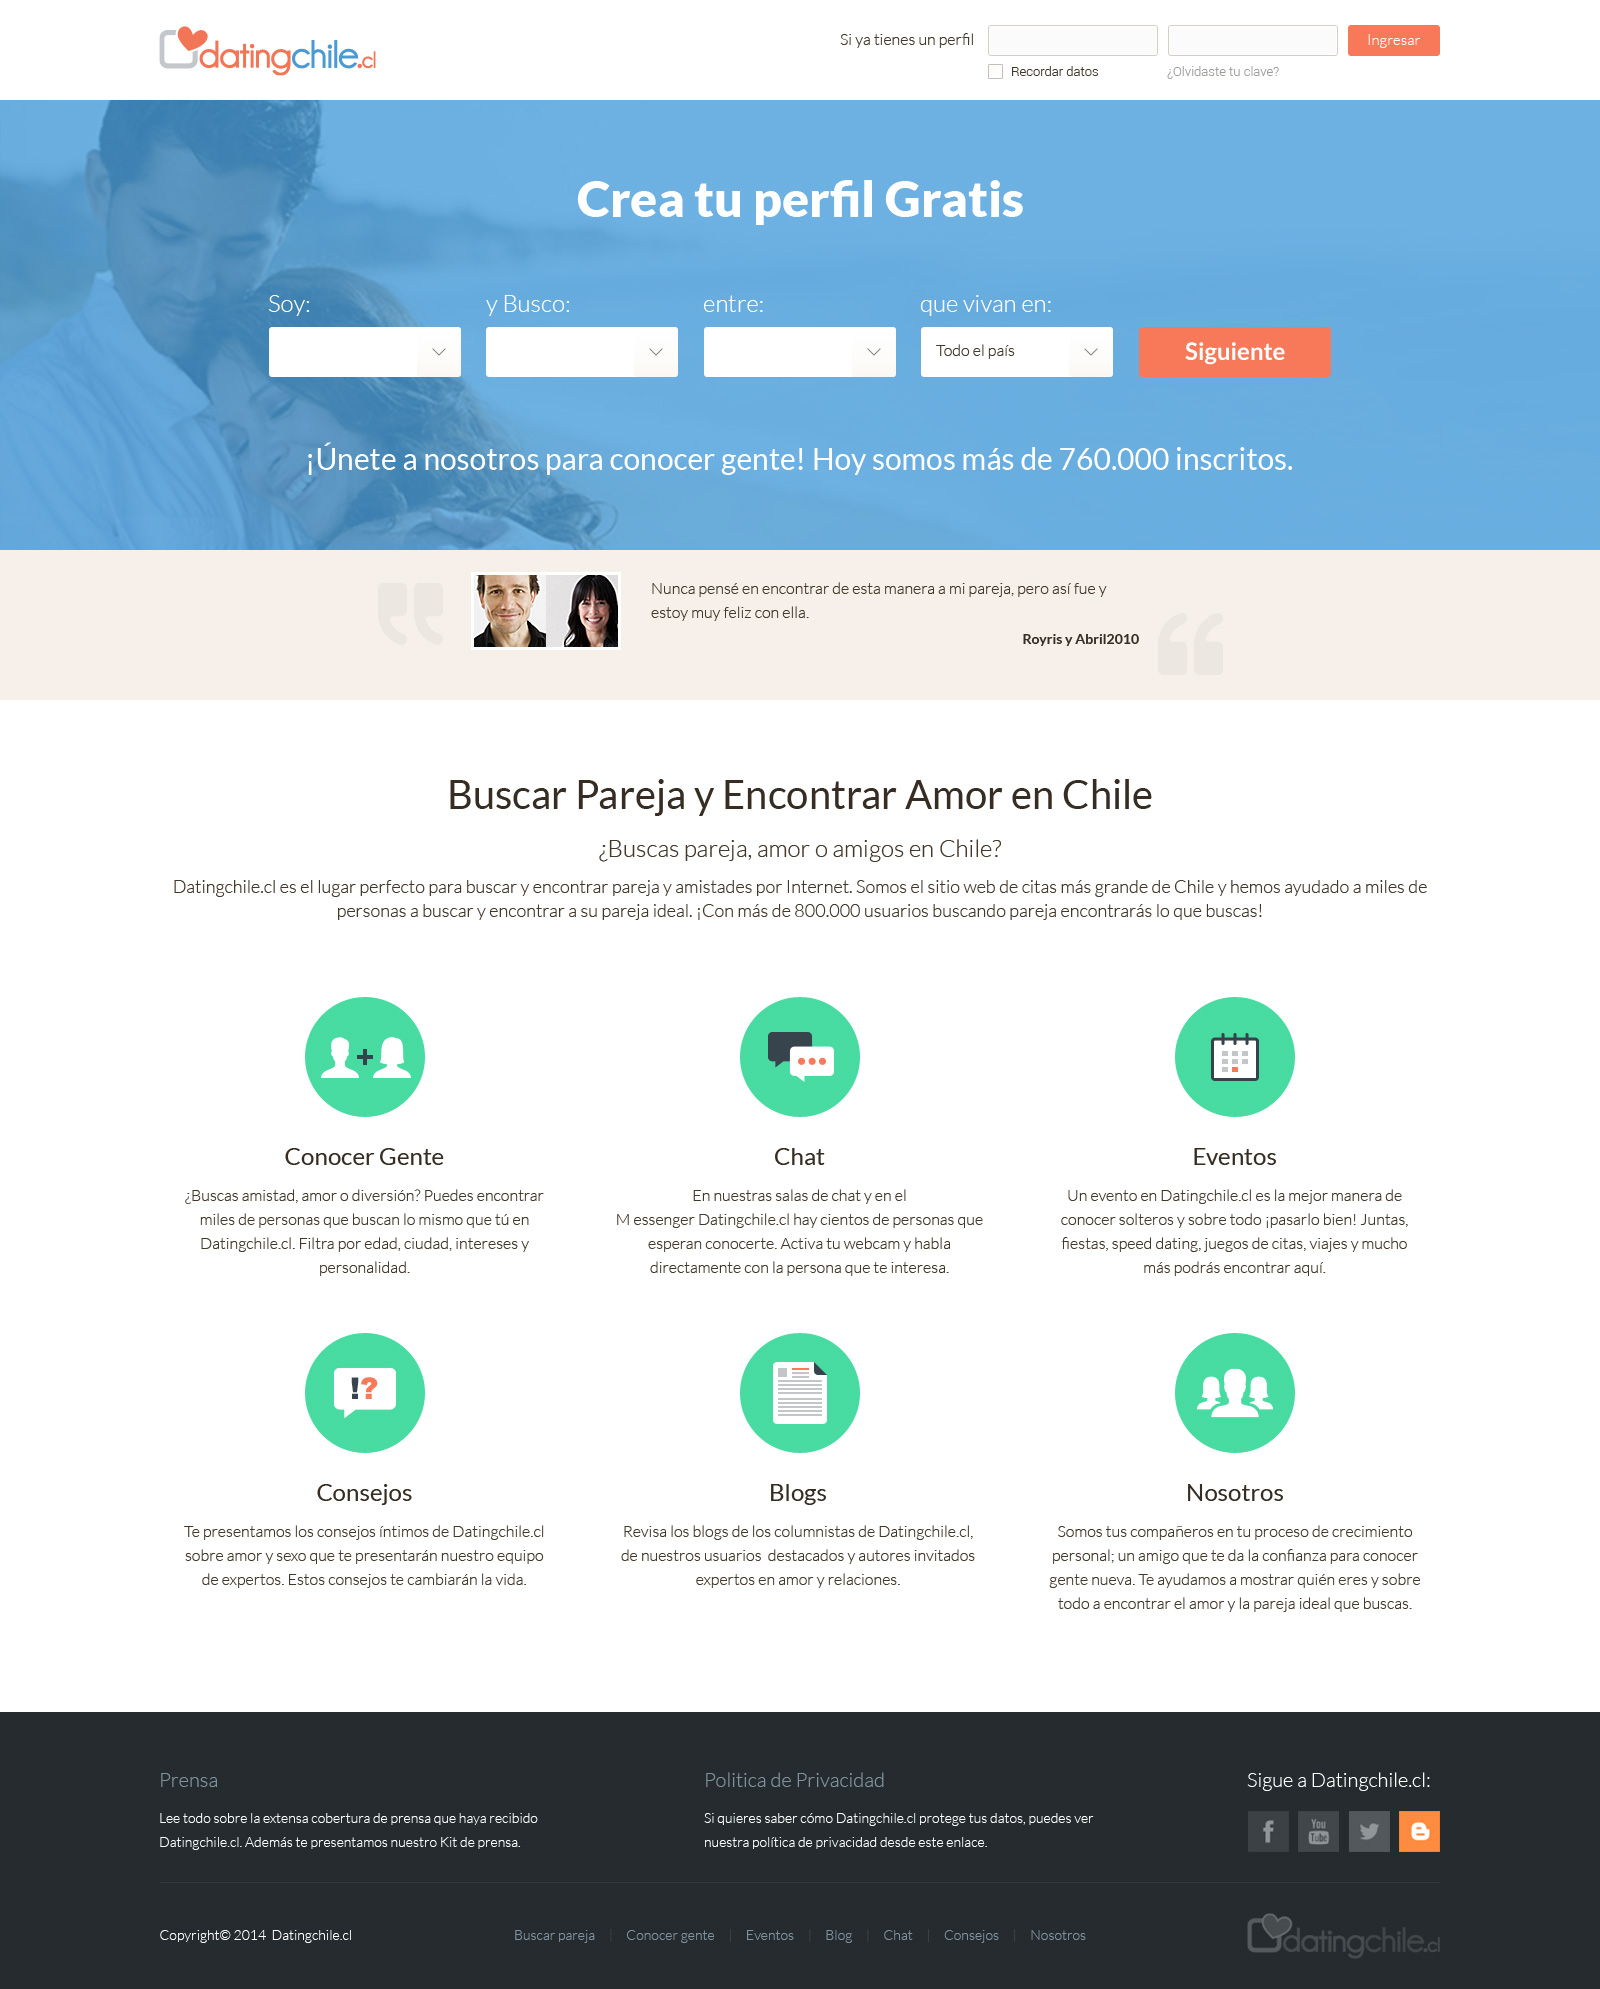 datingchile.cl
Si ya tienes un perfil
Ingresar
Recordar datos
¿Olvidaste tu clave?
Crea tu perfil Gratis
Soy:
y Busco:
entre:
que vivan en:
Todo el país
Siguiente
¡Únete a nosotros para conocer gente! Hoy somos más de 760.000 inscritos.
Nunca pensé en encontrar de esta manera a mi pareja, pero así fue y
estoy muy feliz con ella.
Royris y Abril2010
Buscar Pareja y Encontrar Amor en Chile
¿Buscas pareja, amor o amigos en Chile?
Datingchile.cl es el lugar perfecto para buscar y encontrar pareja y amistades por Internet. Somos el sitio web de citas más grande de Chile y hemos ayudado a miles de
personas a buscar y encontrar a su pareja ideal. ¡Con más de 800.000 usuarios buscando pareja encontrarás lo que buscas!
Conocer Gente
¿Buscas amistad, amor o diversión? Puedes encontrar
miles de personas que buscan lo mismo que tú en
Datingchile.cl. Filtra por edad, ciudad, intereses y
personalidad.
Chat
En nuestras salas de chat y en el
M essenger Datingchile.cl hay cientos de personas que
esperan conocerte. Activa tu webcam y habla
directamente con la persona que te interesa.
Eventos
Un evento en Datingchile.cl es la mejor manera de
conocer solteros y sobre todo ¡pasarlo bien! Juntas,
fiestas, speed dating, juegos de citas, viajes y mucho
más podrás encontrar aquí.
!?
Consejos
Te presentamos los consejos íntimos de Datingchile.cl
sobre amor y sexo que te presentarán nuestro equipo
de expertos. Estos consejos te cambiarán la vida.
Blogs
Revisa los blogs de los columnistas de Datingchile.cl,
de nuestros usuarios  destacados y autores invitados
expertos en amor y relaciones.
Nosotros
Somos tus compañeros en tu proceso de crecimiento
personal; un amigo que te da la confianza para conocer
gente nueva. Te ayudamos a mostrar quién eres y sobre
todo a encontrar el amor y la pareja ideal que buscas.
Prensa
Lee todo sobre la extensa cobertura de prensa que haya recibido
Datingchile.cl. Además te presentamos nuestro Kit de prensa.
Politica de Privacidad
Si quieres saber cómo Datingchile.cl protege tus datos, puedes ver
nuestra política de privacidad desde este enlace.
Sigue a Datingchile.cl:
You
Tube
Copyright© 2014 Datingchile.cl
Buscar pareja | Conocer gente | Eventos | Blog | Chat | Consejos | Nosotros
datingchile.cl